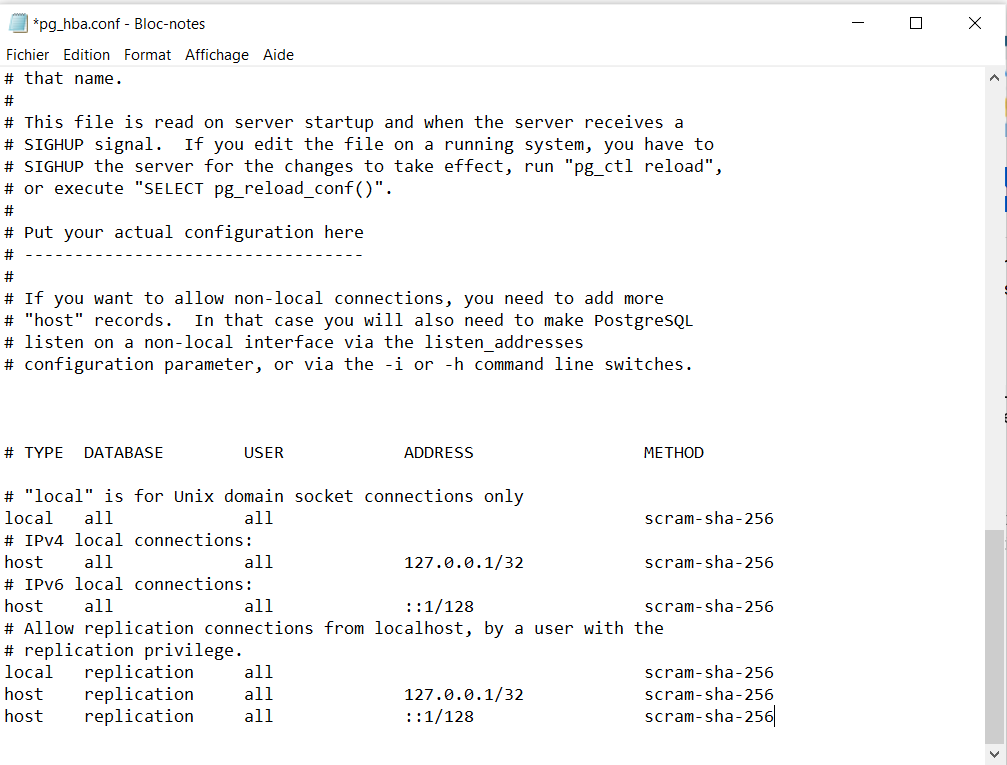 *pg_hba.conf - Bloc-notes
Fichier Edition Format Affichage Aide
# that name.
#
# This file is read on server startup and when the server receives a
# SIGHUP signal.  If you edit the file on a running system, you have to
# SIGHUP the server for the changes to take effect, run "pg_ctl reload",
# or execute "SELECT pg_reload_conf()".
#
# Put your actual configuration here
# ----------------------------------
#
# If you want to allow non-local connections, you need to add more
# "host" records.  In that case you will also need to make PostgreSQL
# listen on a non-local interface via the listen_addresses
# configuration parameter, or via the -i or -h command line switches.
# TYPE  DATABASE        USER            ADDRESS                 METHOD
# "local" is for Unix domain socket connections only
local   all             all                                     scram-sha-256
# IPv4 local connections:
host    all             all             127.0.0.1/32            scram-sha-256
# IPv6 local connections:
host    all             all             ::1/128                 scram-sha-256
# Allow replication connections from localhost, by a user with the
# replication privilege.
local   replication     all                                     scram-sha-256
host    replication     all             127.0.0.1/32            scram-sha-256
host    replication     all             ::1/128                 scram-sha-256